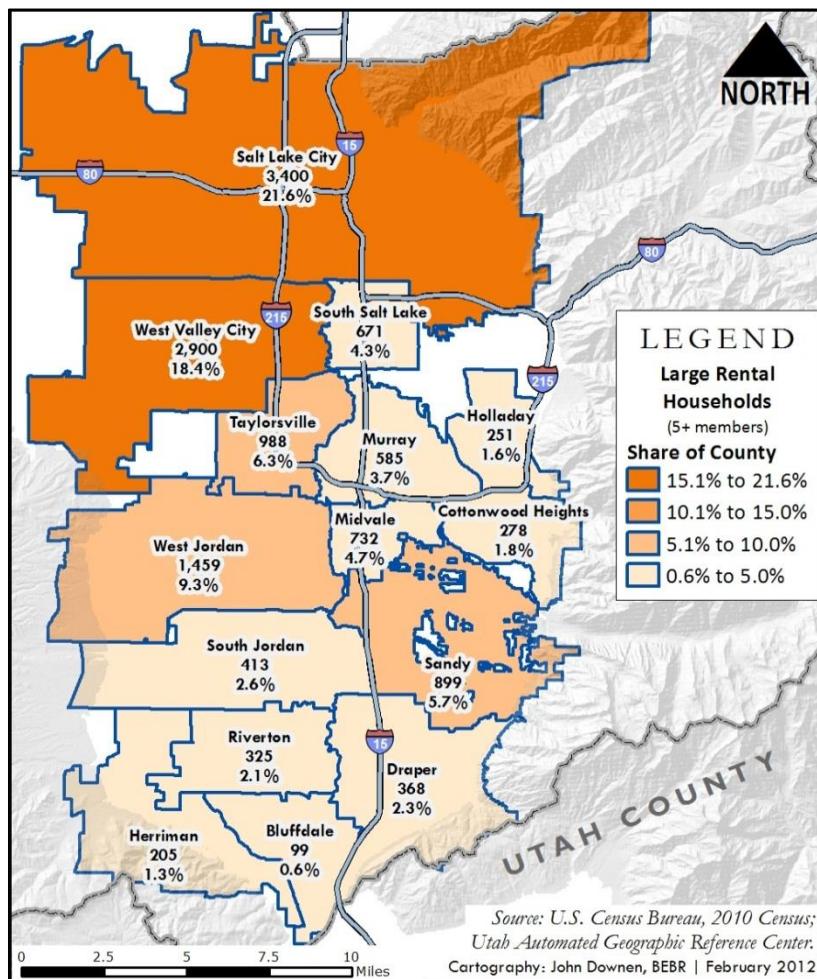 NORTH
15
Salt Lake City
3,400
21.6%
80
80
215
South Salt Lake
671
4.3%
West Valley City
2,900
18.4%
LEGEND
Large Rental
Households
(5+ members)
Share of County
15.1% to 21.6%
10.1% to 15.0%
5.1% to 10.0%
0.6% to 5.0%
215
Holladay
251
1.6%
Taylorsville
988
6.3%
Murray
585
3.7%
Cottonwood Heights
278
1.8%
Midvale
732
4.7%
West Jordan
1,459
9.3%
South Jordan
413
2.6%
Sandy
899
5.7%
Riverton
325
2.1%
15
Draper
368
2.3%
UTAH COUNTY
Herriman
205
1.3%
Bluffdale
99
0.6%
Source: U.S. Census Bureau, 2010 Census;
Utah Automated Geographic Reference Center.
Cartography: John Downen, BEBR | February 2012
0 2.5 5 7.5 10
Miles